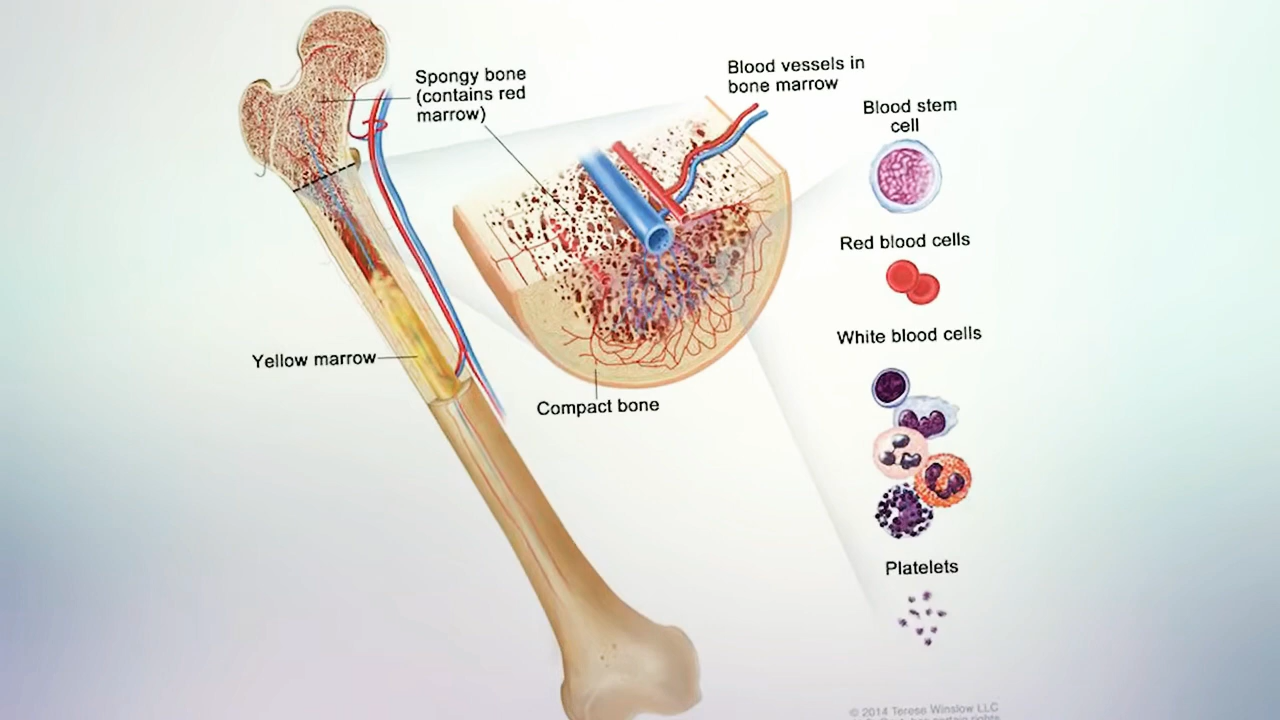 Spongy bone
(contains red
marrow)
Blood vessels in
bone marrow
Blood stem
cell
Red blood cells
White blood cells
Yellow marrow
Compact bone
Platelets
© 2014 Terese Winslow LLC